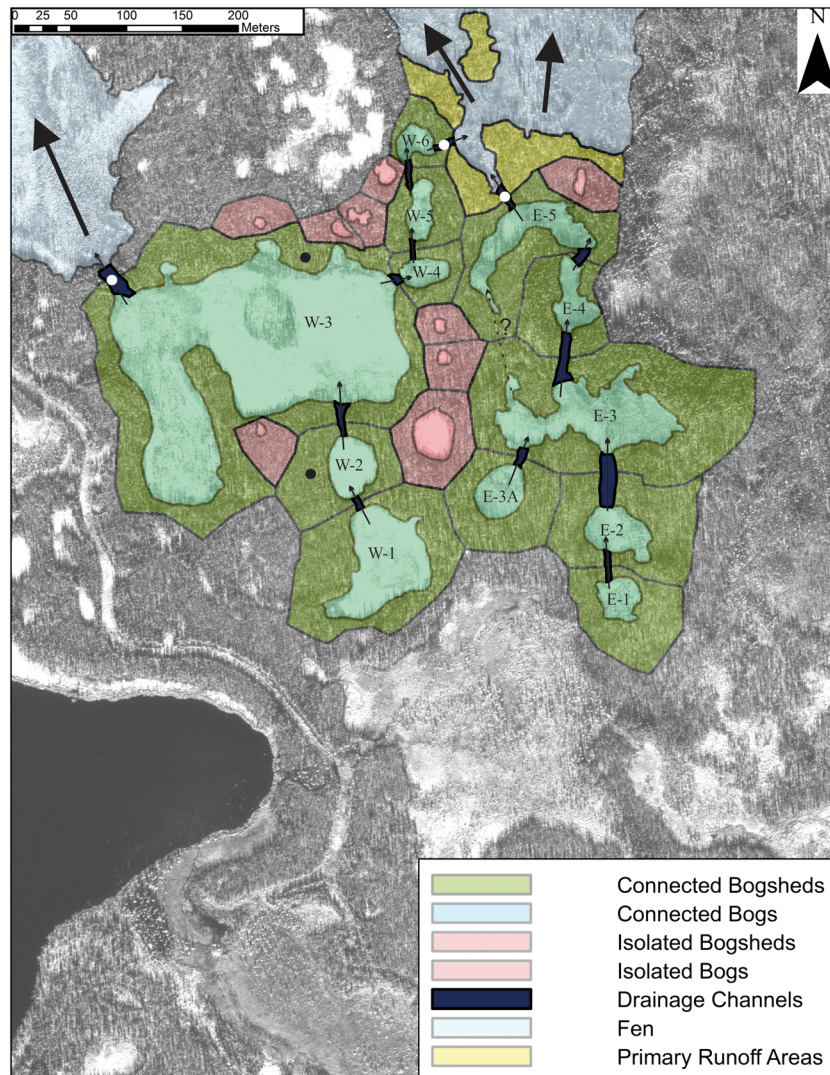 0 25 50 100 150 200
Meters
N
W-6
W-5
E-5
W-4
E-4
W-3
?
E-3
W-2
E-3A
E-2
W-1
E-1
Connected Bogsheds
Connected Bogs
Isolated Bogsheds
Isolated Bogs
Drainage Channels
Fen
Primary Runoff Areas